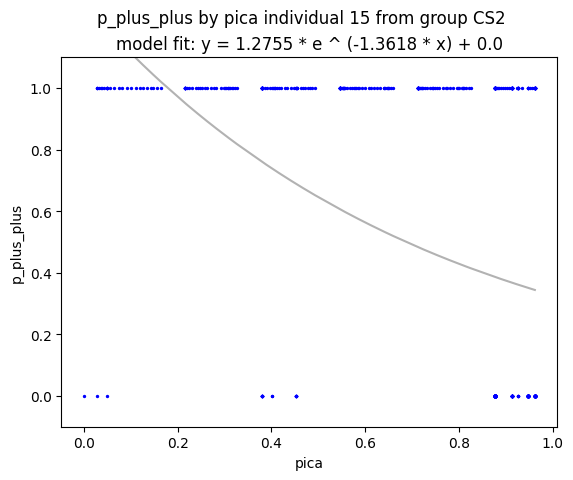 p_plus_plus by pica individual 15 from group CS2
model fit: y = 1.2755 * e ^ (-1.3618 * x) + 0.0
1.0
0.8
0.6
0.4
0.2
0.0
p_plus_plus
0.0 0.2 0.4 0.6 0.8 1.0
pica